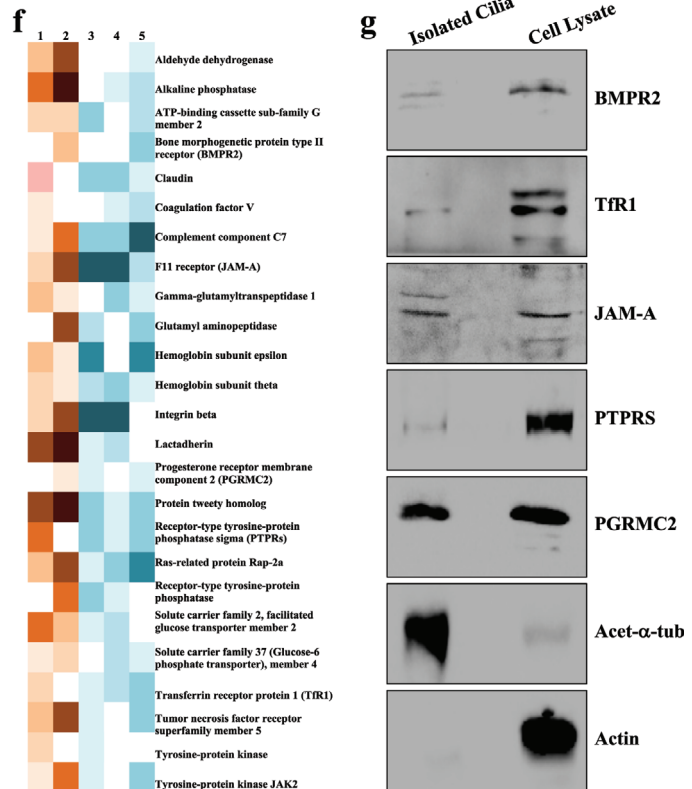 f
1 2 3 4 5
Aldehyde dehydrogenase
Alkaline phosphatase
ATP-binding cassette sub-family G
member 2
Bone morphogenetic protein type II
receptor (BMPR2)
Claudin
Coagulation factor V
Complement component C7
F11 receptor (JAM-A)
Gamma-glutamyltranspeptidase 1
Glutamyl aminopeptidase
Hemoglobin subunit epsilon
Hemoglobin subunit theta
Integrin beta
Lactadherin
Progesterone receptor membrane
component 2 (PGRMC2)
Protein tweety homolog
Receptor-type tyrosine-protein
phosphatase sigma (PTPRs)
Ras-related protein Rap-2a
Receptor-type tyrosine-protein
phosphatase
Solute carrier family 2, facilitated
glucose transporter member 2
Solute carrier family 37 (Glucose-6
phosphate transporter), member 4
Transferrin receptor protein 1 (TfR1)
Tumor necrosis factor receptor
superfamily member 5
Tyrosine-protein kinase
Tyrosine-protein kinase JAK2
g
Isolated Cilia
Cell Lysate
BMPR2
TfR1
JAM-A
PTPRS
PGRMC2
Acet-α-tub
Actin